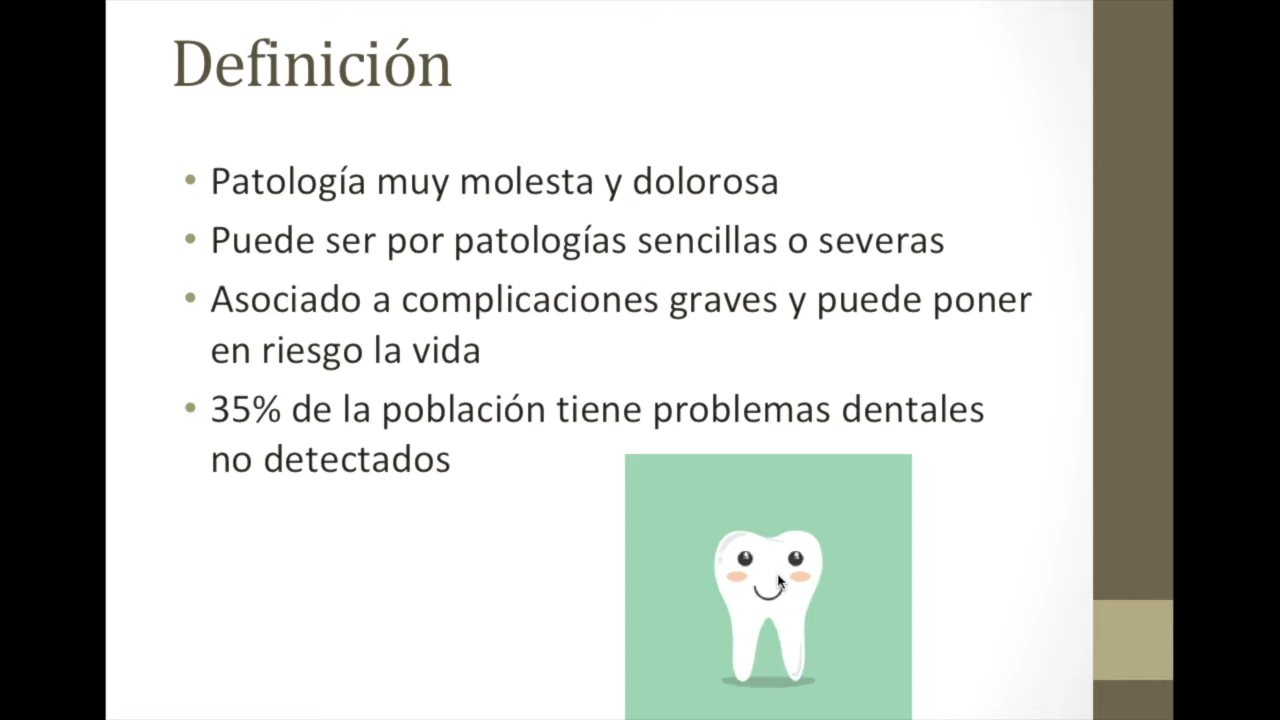 Definición
• Patología muy molesta y dolorosa
• Puede ser por patologías sencillas o severas
• Asociado a complicaciones graves y puede poner
en riesgo la vida
• 35% de la población tiene problemas dentales
no detectados